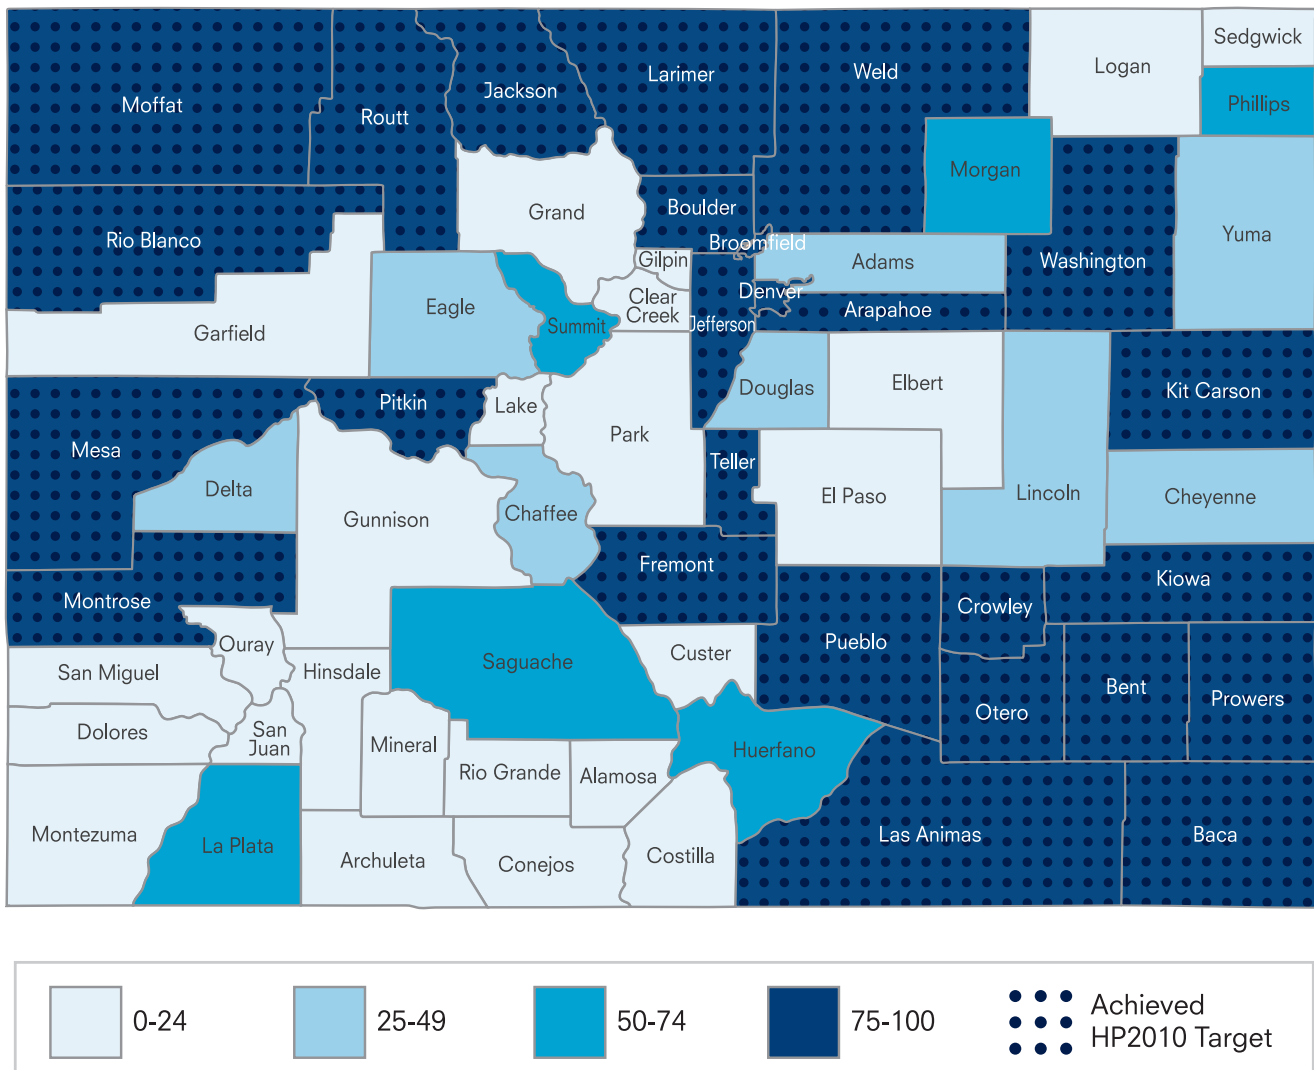 Sedgwick
Logan
Larimer
Weld
Jackson
Moffat
Phillips
Routt
Morgan
Grand
Boulder
Yuma
Rio Blanco
Broomfield
Gilpin
Adams
Washington
Denver
Clear
Creek
Eagle
Arapahoe
Summit
Jefferson
Garfield
Elbert
Douglas
Kit Carson
Pitkin
Lake
Park
Mesa
Teller
Delta
El Paso
Lincoln
Cheyenne
Chaffee
Gunnison
Fremont
Kiowa
Montrose
Crowley
Pueblo
Ouray
Custer
Saguache
San Miguel
Hinsdale
Bent
Prowers
Otero
Dolores
San
Juan
Mineral
Huerfano
Rio Grande
Alamosa
Montezuma
La Plata
Las Animas
Baca
Archuleta
Conejos
Costilla
0-24
25-49
50-74
75-100
Achieved
HP2010 Target